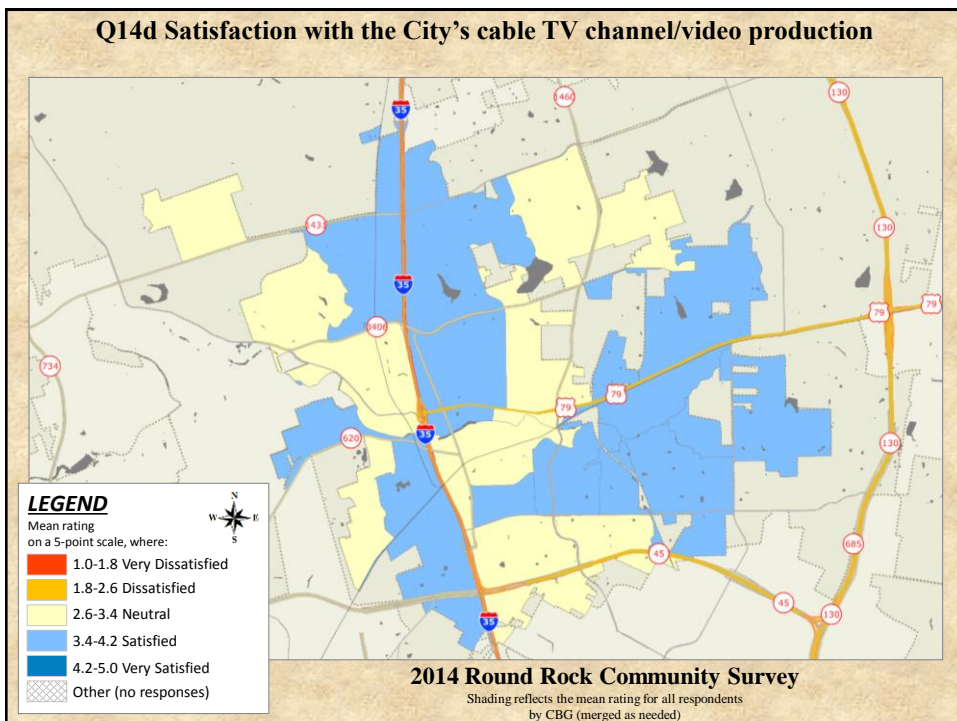 Q14d Satisfaction with the City's cable TV channel/video production
35
1460
130
1431
130
35
79
79
1406
734
79
79
35
620
130
45
685
45
130
35
LEGEND
N
W E
S
Mean rating
on a 5-point scale, where:
1.0-1.8 Very Dissatisfied
1.8-2.6 Dissatisfied
2.6-3.4 Neutral
3.4-4.2 Satisfied
4.2-5.0 Very Satisfied
Other (no responses)
2014 Round Rock Community Survey
Shading reflects the mean rating for all respondents
by CBG (merged as needed)